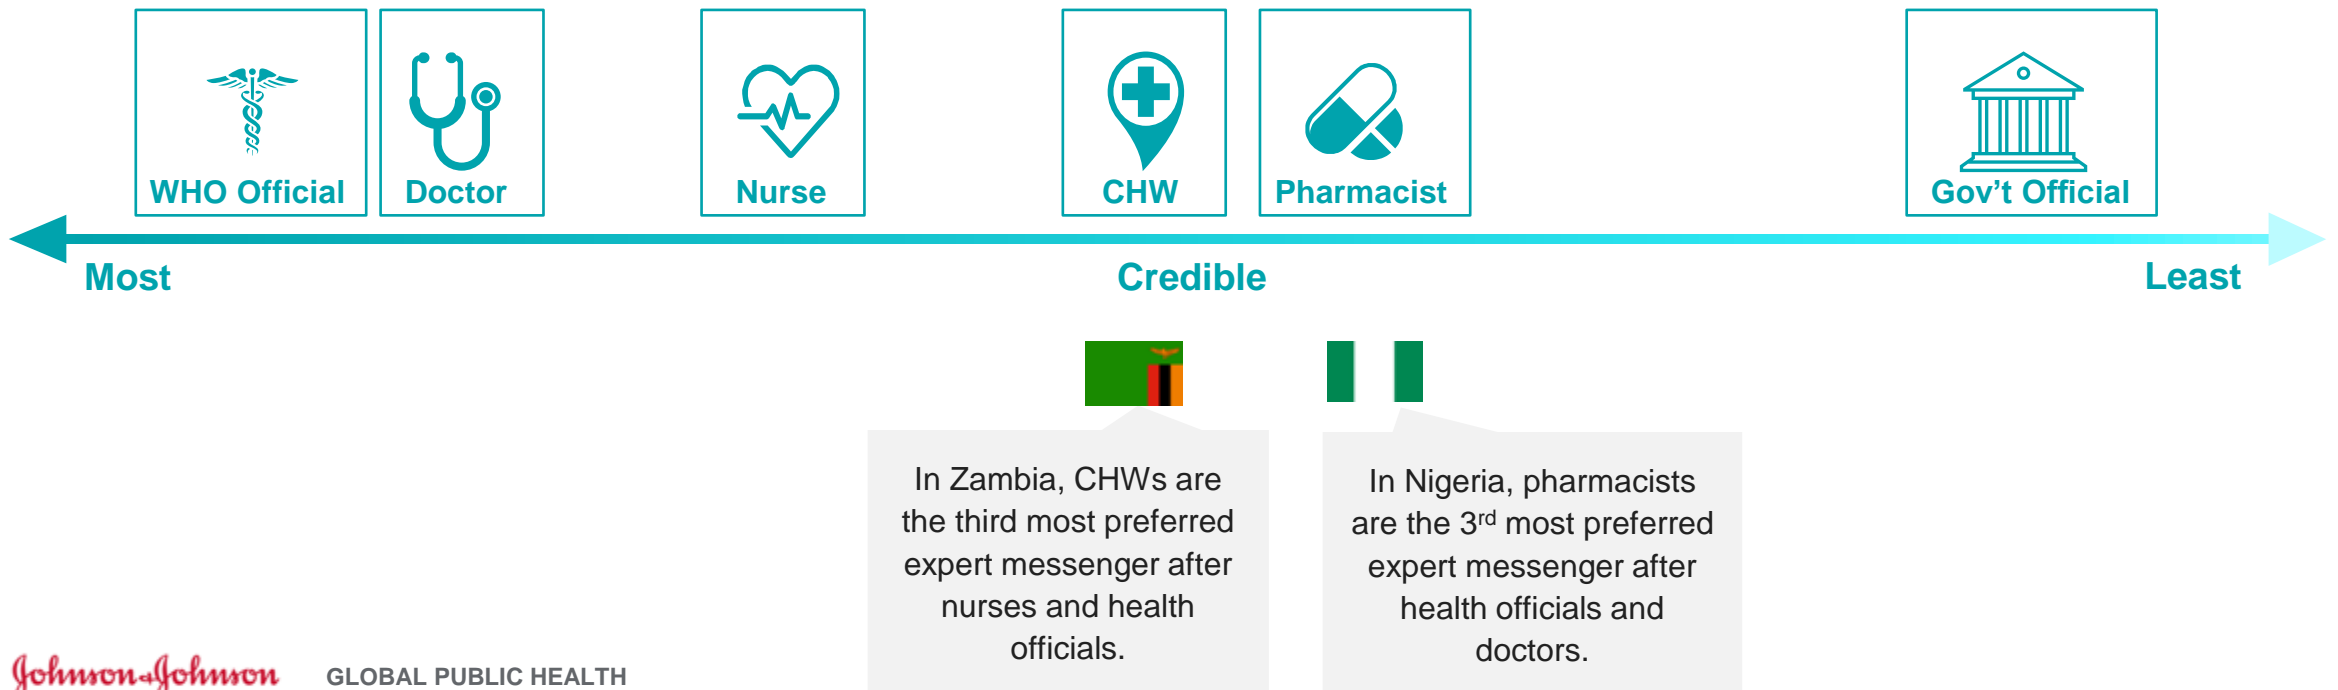 WHO Official
Doctor
Nurse
CHW
Pharmacist
Gov't Official
Most
Credible
Least
In Zambia, CHWs are
the third most preferred
expert messenger after
nurses and health
officials.
In Nigeria, pharmacists
are the 3rd most preferred
expert messenger after
health officials and
doctors.
Johnson & Johnson
GLOBAL PUBLIC HEALTH